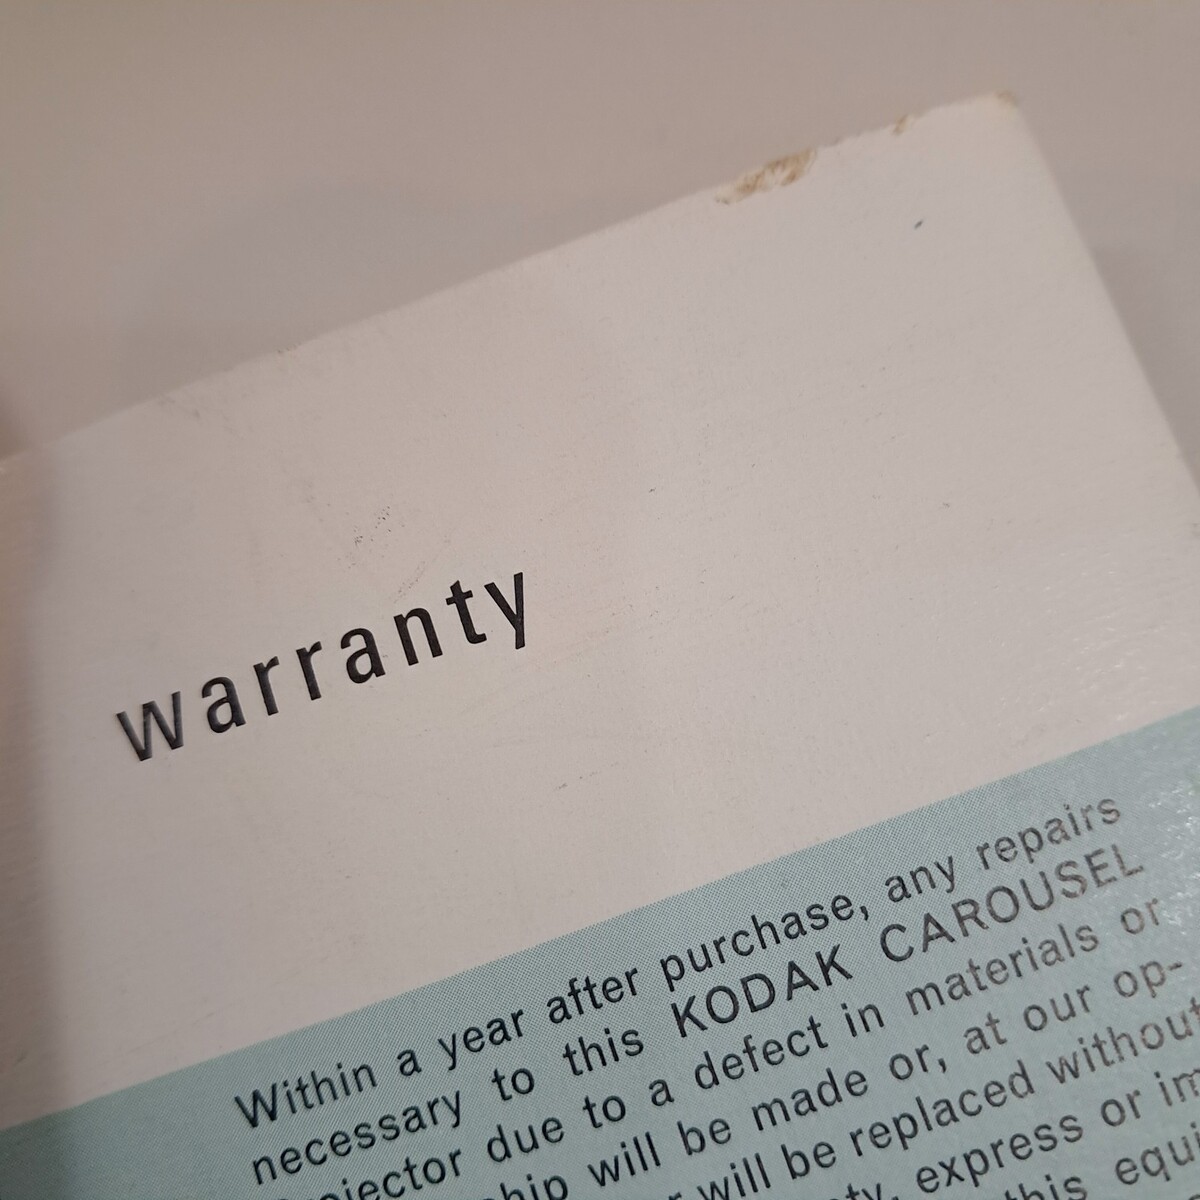 warranty
Within a year after purchase, any repairs
necessary to this KODAK CAROUSEL
due to a defect in materials or
will be made or, at our op-
will be replaced without
express or
this